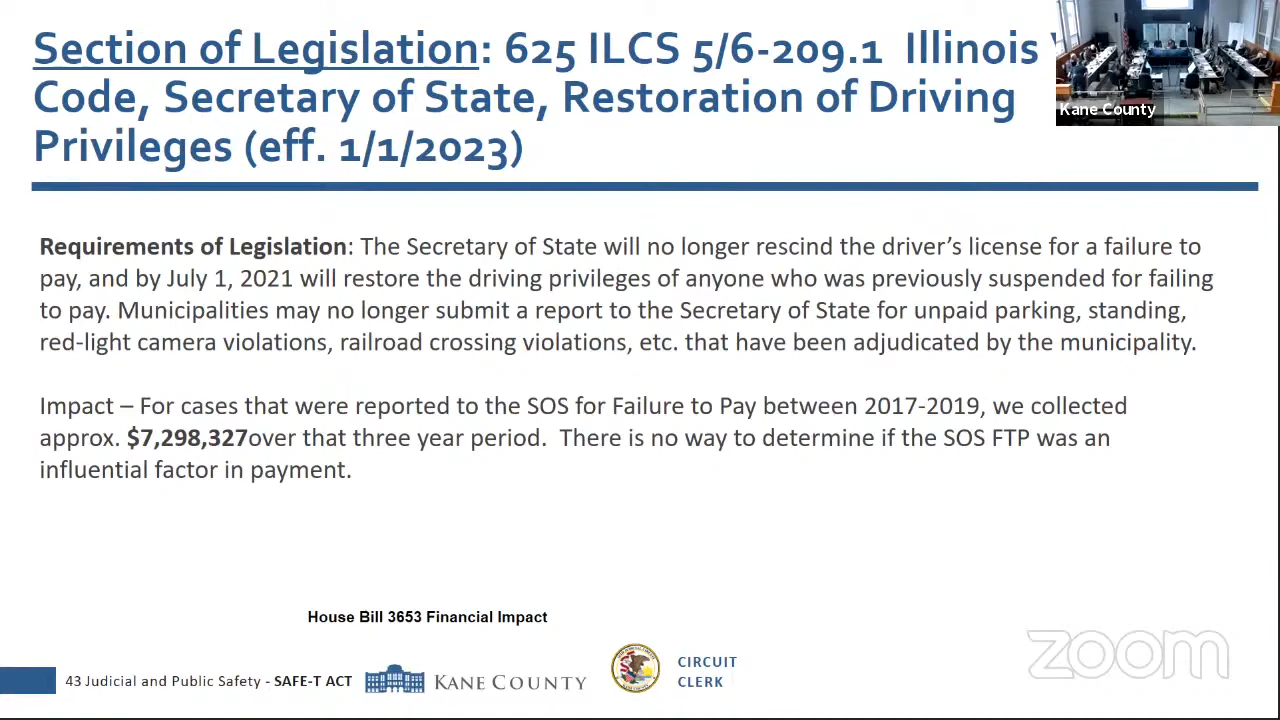 Section of Legislation: 625 ILCS 5/6-209.1 Illinois
Code, Secretary of State, Restoration of Driving
Privileges (eff. 1/1/2023)
Kane County
Requirements of Legislation: The Secretary of State will no longer rescind the driver’s license for a failure to
pay, and by July 1, 2021 will restore the driving privileges of anyone who was previously suspended for failing
to pay. Municipalities may no longer submit a report to the Secretary of State for unpaid parking, standing,
red-light camera violations, railroad crossing violations, etc. that have been adjudicated by the municipality.
Impact – For cases that were reported to the SOS for Failure to Pay between 2017-2019, we collected
approx. $7,298,327over that three year period. There is no way to determine if the SOS FTP was an
influential factor in payment.
House Bill 3653 Financial Impact
43 Judicial and Public Safety - SAFE-T ACT
KANE COUNTY
CIRCUIT
CLERK
zoom